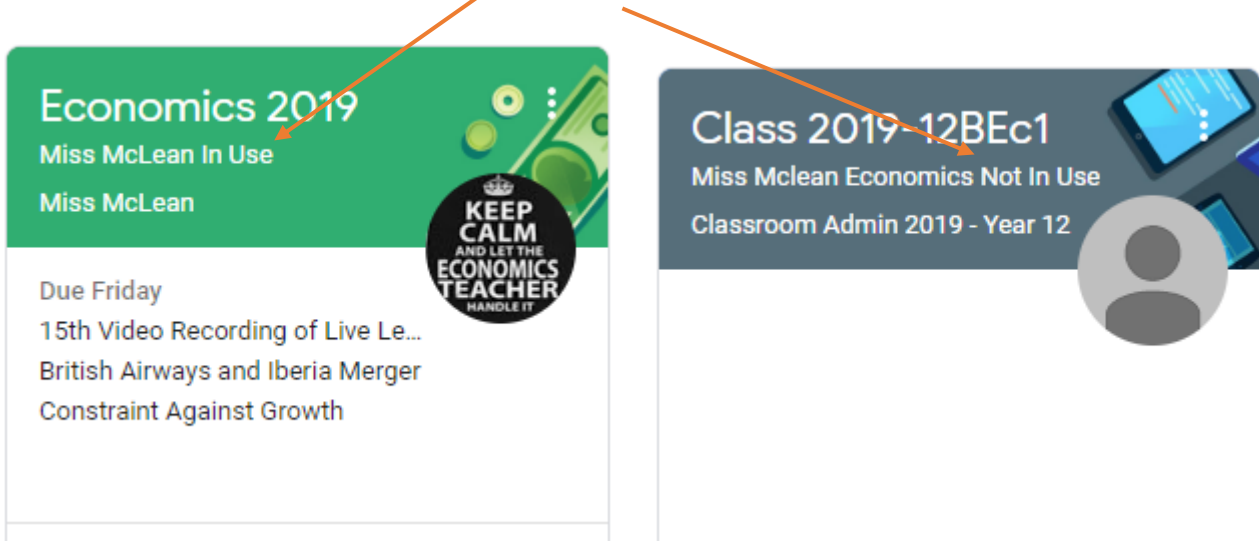 Economics 2019
Miss McLean In Use
Miss McLean
KEEP
CALM
AND LET THE
ECONOMICS
TEACHER
HANDLE IT
Due Friday
15th Video Recording of Live Le...
British Airways and Iberia Merger
Constraint Against Growth
Class 2019-12BEc1
Miss Mclean Economics Not In Use
Classroom Admin 2019 - Year 12